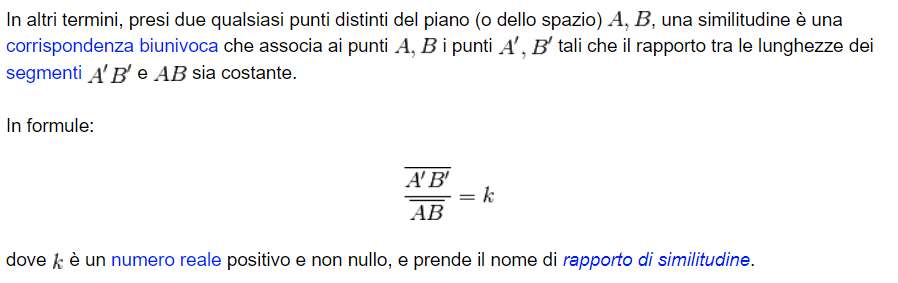 In altri termini, presi due qualsiasi punti distinti del piano (o dello spazio) A, B, una similitudine è una
corrispondenza biunivoca che associa ai punti A, B i punti A′, B′ tali che il rapporto tra le lunghezze dei
segmenti A′B′ e AB sia costante.
In formule:
A′B′
AB
= k
dove k è un numero reale positivo e non nullo, e prende il nome di rapporto di similitudine.